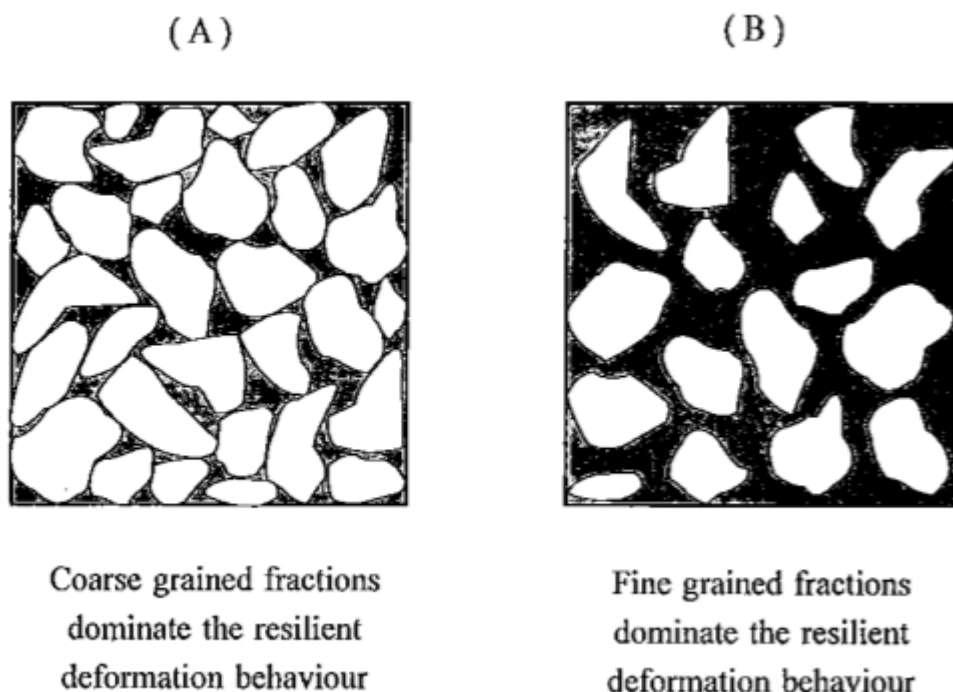 (A)
(B)
Coarse grained fractions
dominate the resilient
deformation behaviour
Fine grained fractions
dominate the resilient
deformation behaviour